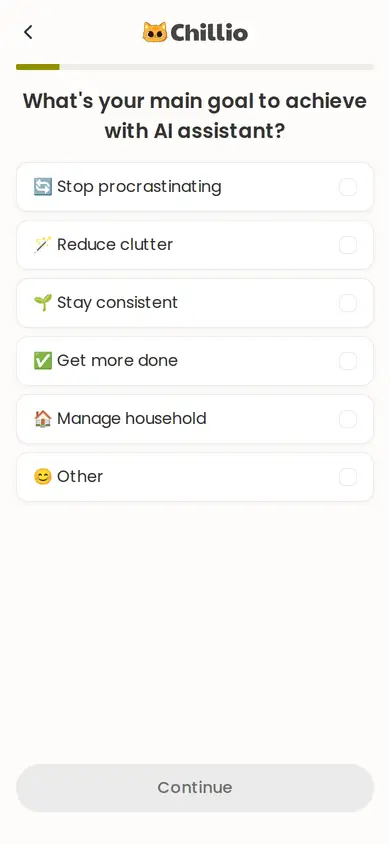 Chillio
What's your main goal to achieve
with AI assistant?
Stop procrastinating
Reduce clutter
Stay consistent
Get more done
Manage household
Other
Continue